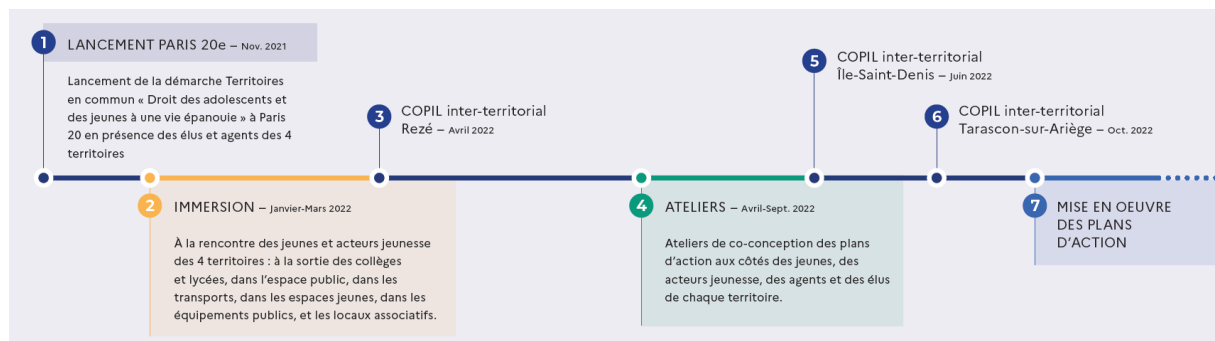 1
LANCEMENT PARIS 20e – Nov. 2021
Lancement de la démarche Territoires
en commun « Droit des adolescents et
des jeunes à une vie épanouie » à Paris
20 en présence des élus et agents des 4
territoires
2
IMMERSION – Janvier-Mars 2022
À la rencontre des jeunes et acteurs jeunesse
des 4 territoires : à la sortie des collèges
et lycées, dans l'espace public, dans les
transports, dans les espaces jeunes, dans les
équipements publics, et les locaux associatifs.
3
COPIL inter-territorial
Rezé – Avril 2022
4
ATELIERS – Avril-Sept. 2022
Ateliers de co-conception des plans
d'action aux côtés des jeunes, des
acteurs jeunesse, des agents et des élus
de chaque territoire.
5
COPIL inter-territorial
Île-Saint-Denis – Juin 2022
6
COPIL inter-territorial
Tarascon-sur-Ariège – Oct. 2022
7
MISE EN OEUVRE
DES PLANS
D'ACTION